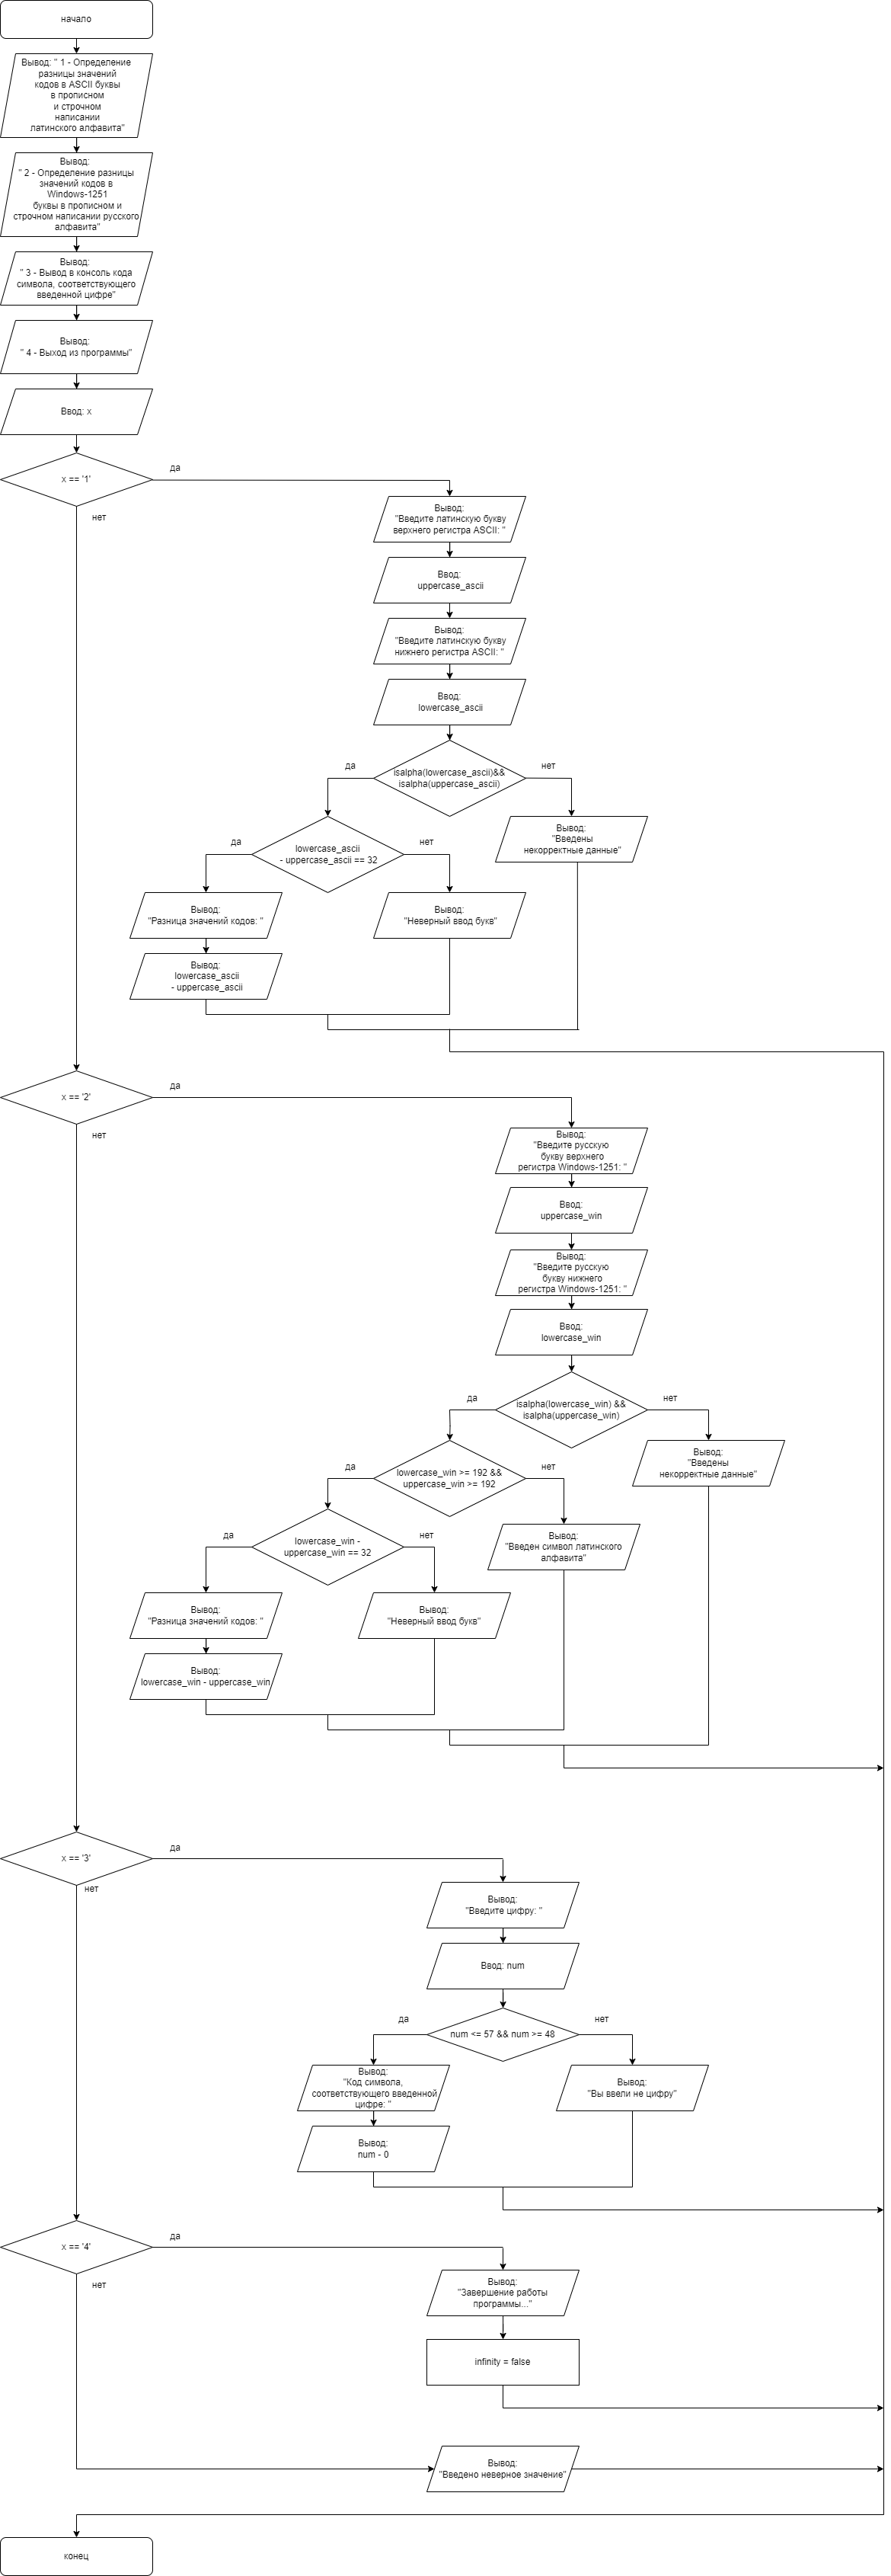 начало
Вывод: " 1 - Определение
разницы значений
кодов в ASCII буквы
в прописном
и строчном
написании
латинского алфавита"
Вывод:
" 2 - Определение разницы
значений кодов в
Windows-1251
буквы в прописном и
строчном написании русского
алфавита"
Вывод:
" 3 - Вывод в консоль кода
символа, соответствующего
введенной цифре"
Вывод:
" 4 - Выход из программы"
Ввод: x
x == '1'
да
нет
Вывод:
"Введите латинскую букву
верхнего регистра ASCII: "
Ввод:
uppercase_ascii
Вывод:
"Введите латинскую букву
нижнего регистра ASCII: "
Ввод:
lowercase_ascii
isalpha(lowercase_ascii)&&
isalpha(uppercase_ascii)
да
нет
Вывод:
"Введены
некорректные данные"
lowercase_ascii
- uppercase_ascii == 32
да
нет
Вывод:
"Разница значений кодов: "
Вывод:
"Неверный ввод букв"
Вывод:
lowercase_ascii
- uppercase_ascii
x == '2'
да
нет
Вывод:
"Введите русскую
букву верхнего
регистра Windows-1251: "
Ввод:
uppercase_win
Вывод:
"Введите русскую
букву нижнего
регистра Windows-1251: "
Ввод:
lowercase_win
isalpha(lowercase_win) &&
isalpha(uppercase_win)
да
нет
Вывод:
"Введены
некорректные данные"
lowercase_win >= 192 &&
uppercase_win >= 192
да
нет
Вывод:
"Введен символ латинского
алфавита"
lowercase_win -
uppercase_win == 32
да
нет
Вывод:
"Разница значений кодов: "
Вывод:
"Неверный ввод букв"
Вывод:
lowercase_win - uppercase_win
x == '3'
да
нет
Вывод:
"Введите цифру: "
Ввод: num
num <= 57 && num >= 48
да
нет
Вывод:
"Код символа,
соответствующего введенной
цифре: "
Вывод:
"Вы ввели не цифру"
Вывод:
num - 0
x == '4'
да
нет
Вывод:
"Завершение работы
программы..."
infinity = false
Вывод:
"Введено неверное значение"
конец